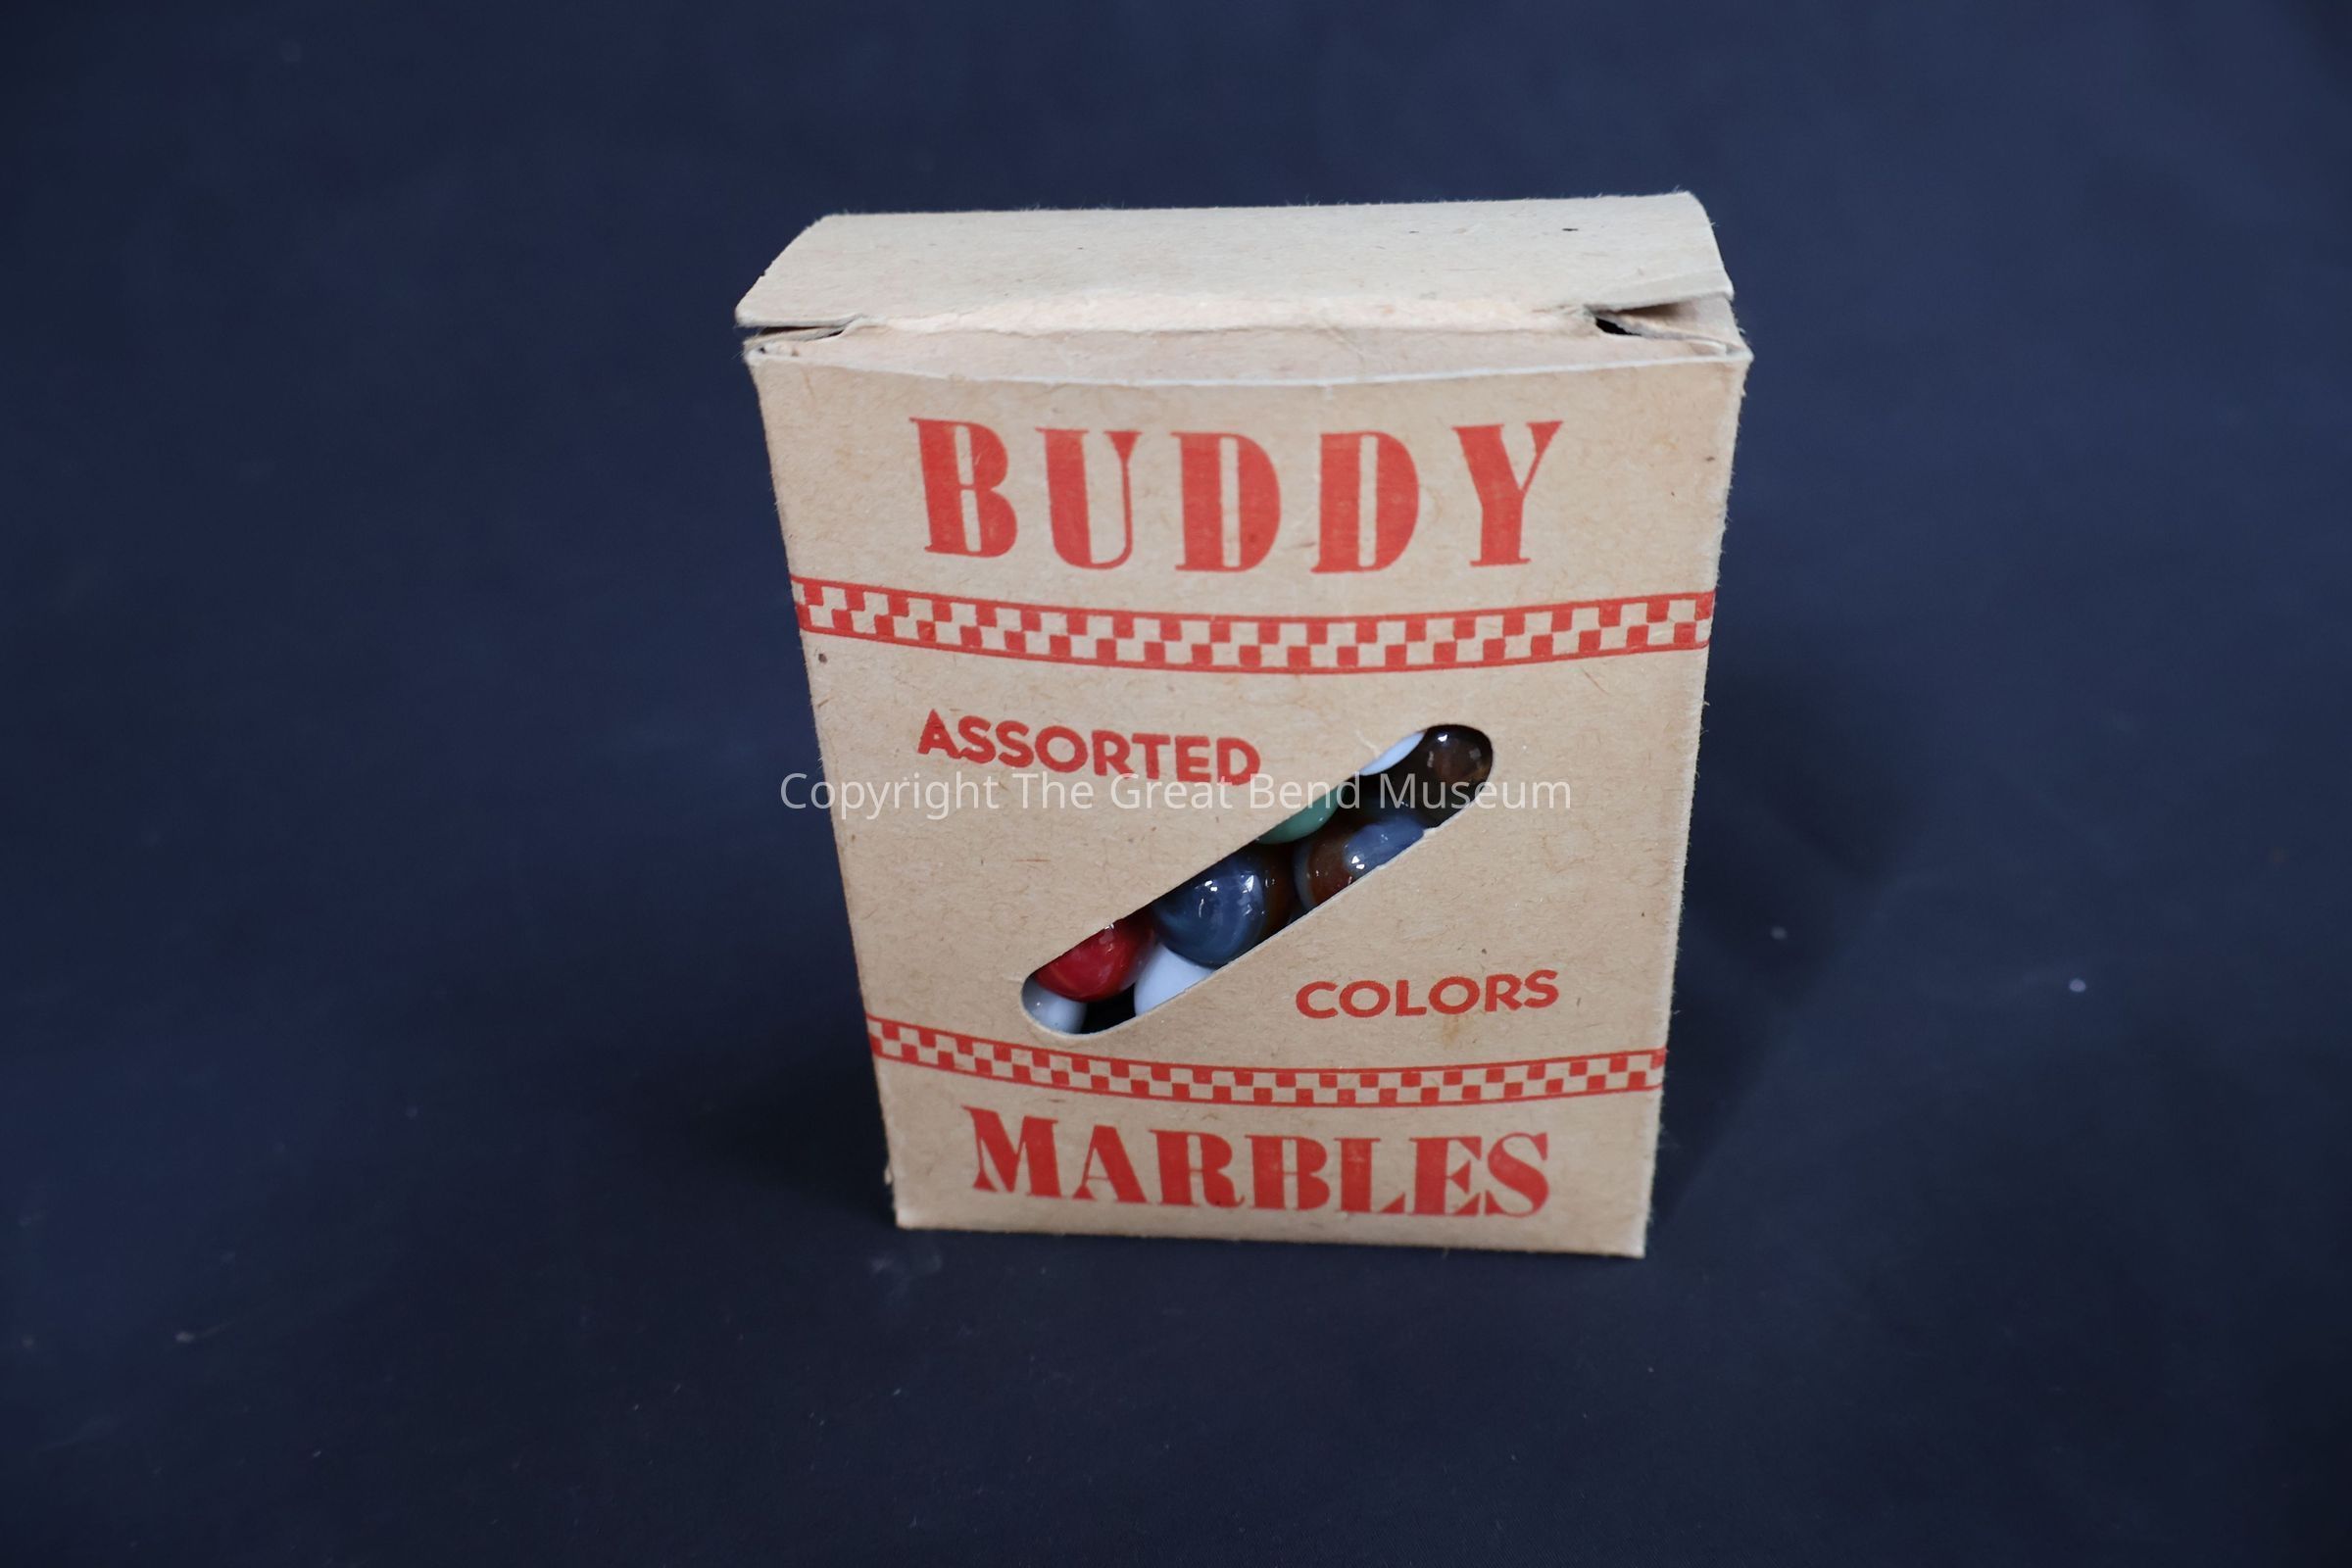 BUDDY
ASSORTED
Copyright The Great Bend Museum
COLORS
MARBLES